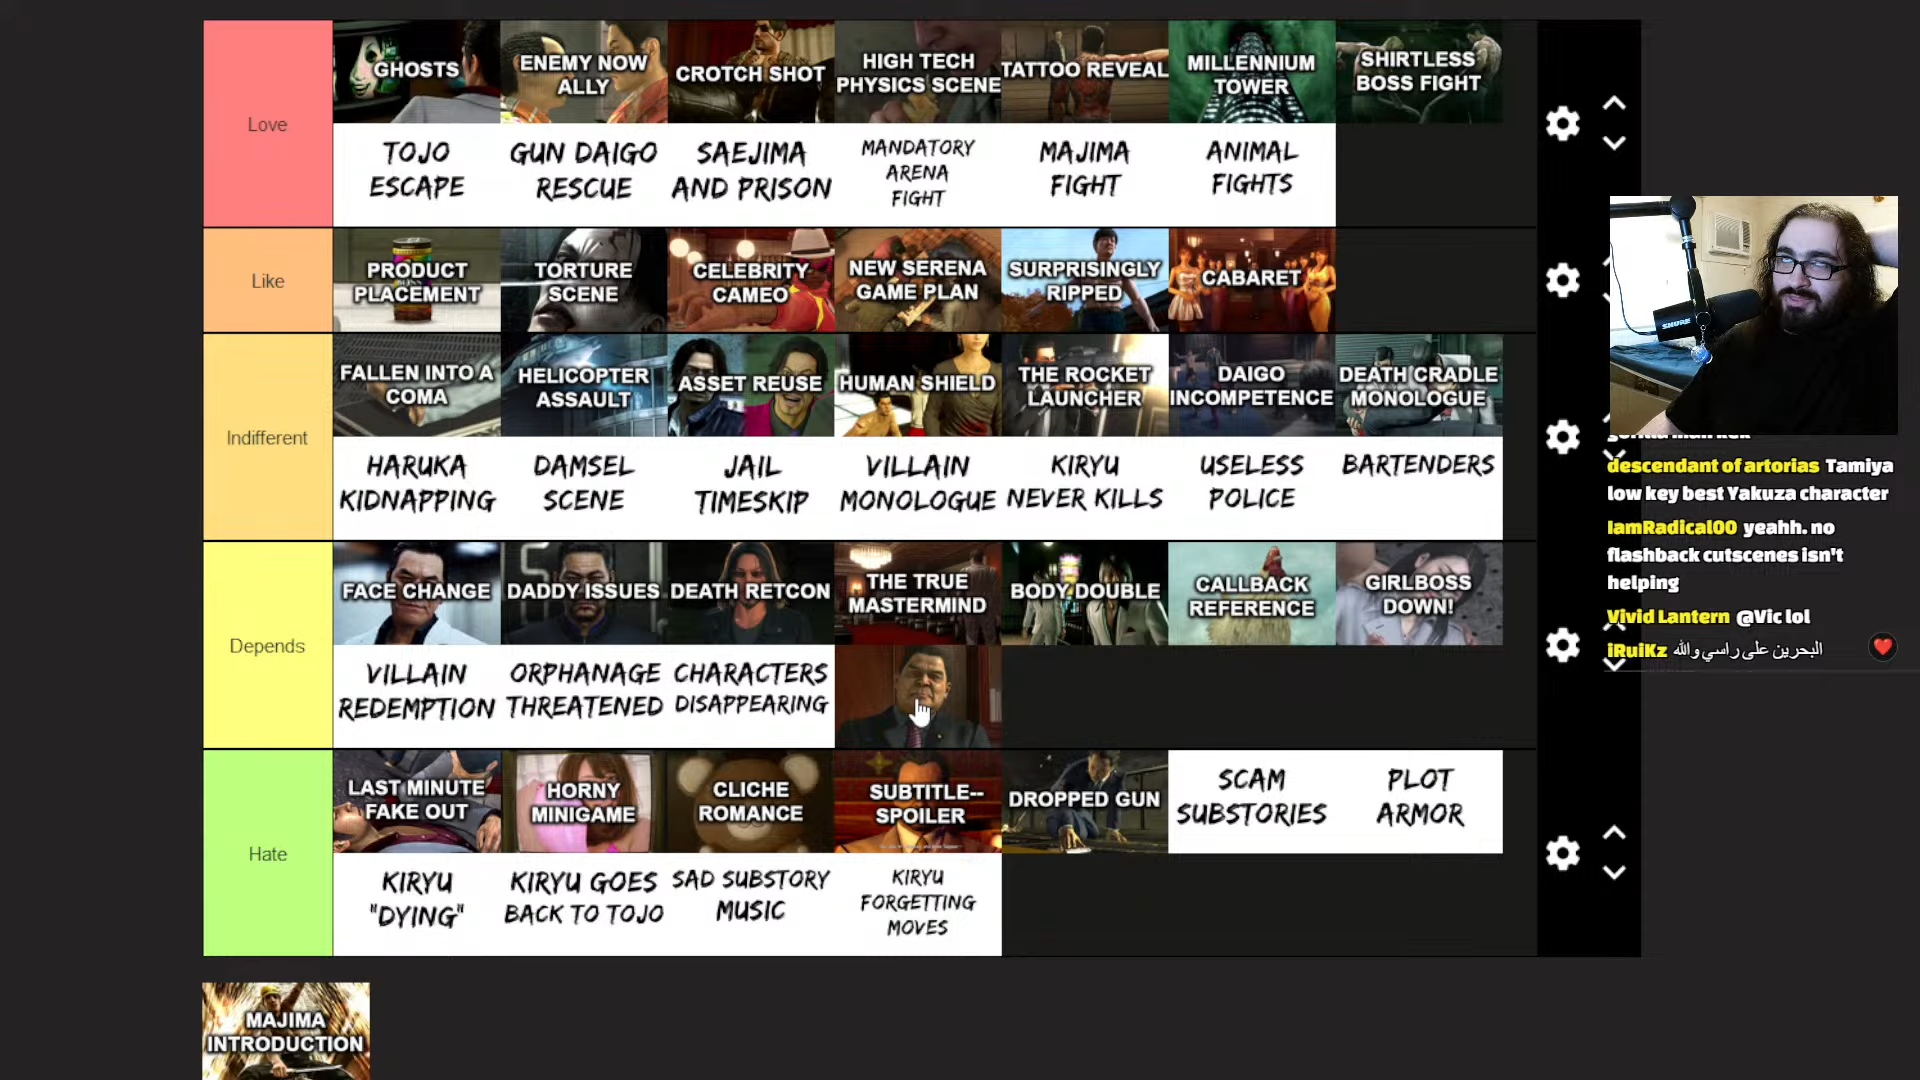 Love
GHOSTS
ENEMY NOW
ALLY
CROTCH SHOT
HIGH TECH
PHYSICS SCENE
TATTOO REVEAL
MILLENNIUM
TOWER
SHIRTLESS
BOSS FIGHT
TOJO
ESCAPE
GUN DAIGO
RESCUE
SAEJIMA
AND PRISON
MANDATORY
ARENA
FIGHT
MAJIMA
FIGHT
ANIMAL
FIGHTS
Like
PRODUCT
PLACEMENT
BOSS
TORTURE
SCENE
CELEBRITY
CAMEO
NEW SERENA
GAME PLAN
SURPRISINGLY
RIPPED
CABARET
Indifferent
FALLEN INTO A
COMA
HELICOPTER
ASSAULT
ASSET REUSE
HUMAN SHIELD
THE ROCKET
LAUNCHER
DAIGO
INCOMPETENCE
DEATH CRADLE
MONOLOGUE
HARUKA
KIDNAPPING
DAMSEL
SCENE
JAIL
TIMESKIP
VILLAIN
MONOLOGUE
KIRYU
NEVER KILLS
USELESS
POLICE
BARTENDERS
Depends
FACE CHANGE
DADDY ISSUES
DEATH RETCON
THE TRUE
MASTERMIND
BODY DOUBLE
CALLBACK
REFERENCE
GIRLBOSS
DOWN!
VILLAIN
REDEMPTION
ORPHANAGE
THREATENED
CHARACTERS
DISAPPEARING
Hate
LAST MINUTE
FAKE OUT
HORNY
MINIGAME
CLICHE
ROMANCE
SUBTITLE--
SPOILER
DROPPED GUN
SCAM
SUBSTORIES
PLOT
ARMOR
KIRYU
"DYING"
KIRYU GOES
BACK TO TOJO
SAD SUBSTORY
MUSIC
KIRYU
FORGETTING
MOVES
MAJIMA
INTRODUCTION
SHURE
descendant of artorias Tamiya
low key best Yakuza character
IamRadical00 yeahh. no
flashback cutscenes isn't
helping
Vivid Lantern @Vic lol
iRuiKz البحرين على راسي والله